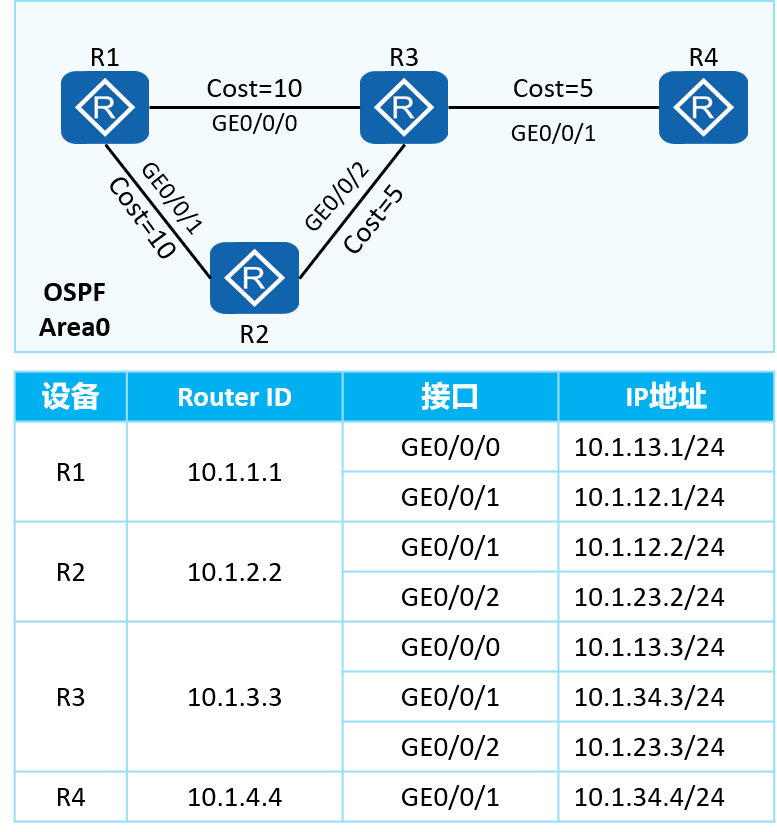 R1
R3
R4
Cost=10
GE0/0/0
Cost=5
GE0/0/1
GE0/0/1
Cost=10
GE0/0/2
Cost=5
R
R
R
R
R2
OSPF
Area0
设备 Router ID 接口 IP地址
R1 10.1.1.1 GE0/0/0 10.1.13.1/24
GE0/0/1 10.1.12.1/24
R2 10.1.2.2 GE0/0/1 10.1.12.2/24
GE0/0/2 10.1.23.2/24
R3 10.1.3.3 GE0/0/0 10.1.13.3/24
GE0/0/1 10.1.34.3/24
GE0/0/2 10.1.23.3/24
R4 10.1.4.4 GE0/0/1 10.1.34.4/24